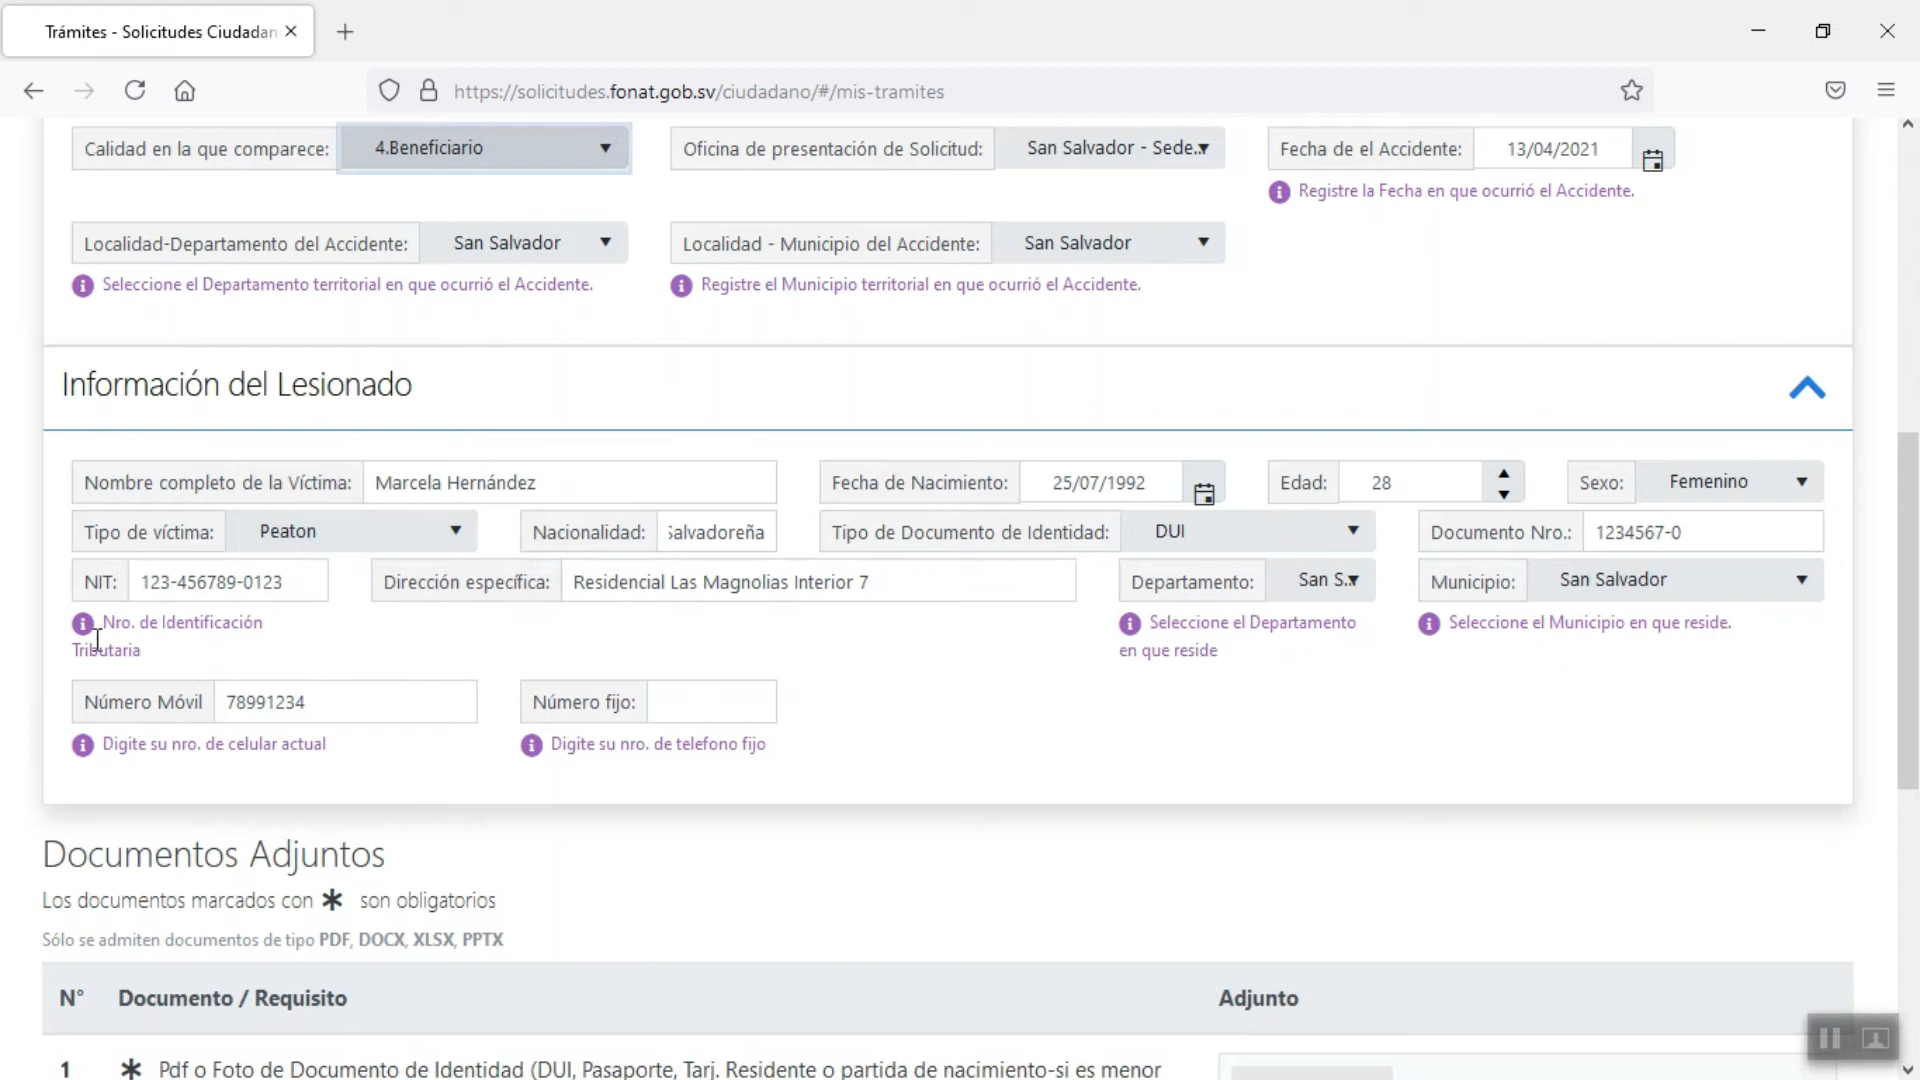 Trámites - Solicitudes Ciudadan
https://solicitudes.fonat.gob.sv/ciudadano/#/mis-tramites
Calidad en la que comparece: 4.Beneficiario Oficina de presentación de Solicitud: San Salvador - Sede.. Fecha de el Accidente: 13/04/2021
Registre la Fecha en que ocurrió el Accidente.
Localidad-Departamento del Accidente: San Salvador Localidad - Municipio del Accidente: San Salvador
Seleccione el Departamento territorial en que ocurrió el Accidente. Registre el Municipio territorial en que ocurrió el Accidente.
Información del Lesionado
Nombre completo de la Víctima: Marcela Hernández Fecha de Nacimiento: 25/07/1992 Edad: 28 Sexo: Femenino
Tipo de víctima: Peaton Nacionalidad: Salvadoreña Tipo de Documento de Identidad: DUI Documento Nro.: 1234567-0
NIT: 123-456789-0123 Dirección específica: Residencial Las Magnolias Interior 7 Departamento: San S.. Municipio: San Salvador
Nro. de Identificación Seleccione el Departamento Seleccione el Municipio en que reside.
Tributaria en que reside
Número Móvil 78991234 Número fijo:
Digite su nro. de celular actual Digite su nro. de telefono fijo
Documentos Adjuntos
Los documentos marcados con * son obligatorios
Sólo se admiten documentos de tipo PDF, DOCX, XLSX, PPTX
N° Documento / Requisito Adjunto
1 * Pdf o Foto de Documento de Identidad (DUI, Pasaporte, Tarj. Residente o partida de nacimiento-si es menor